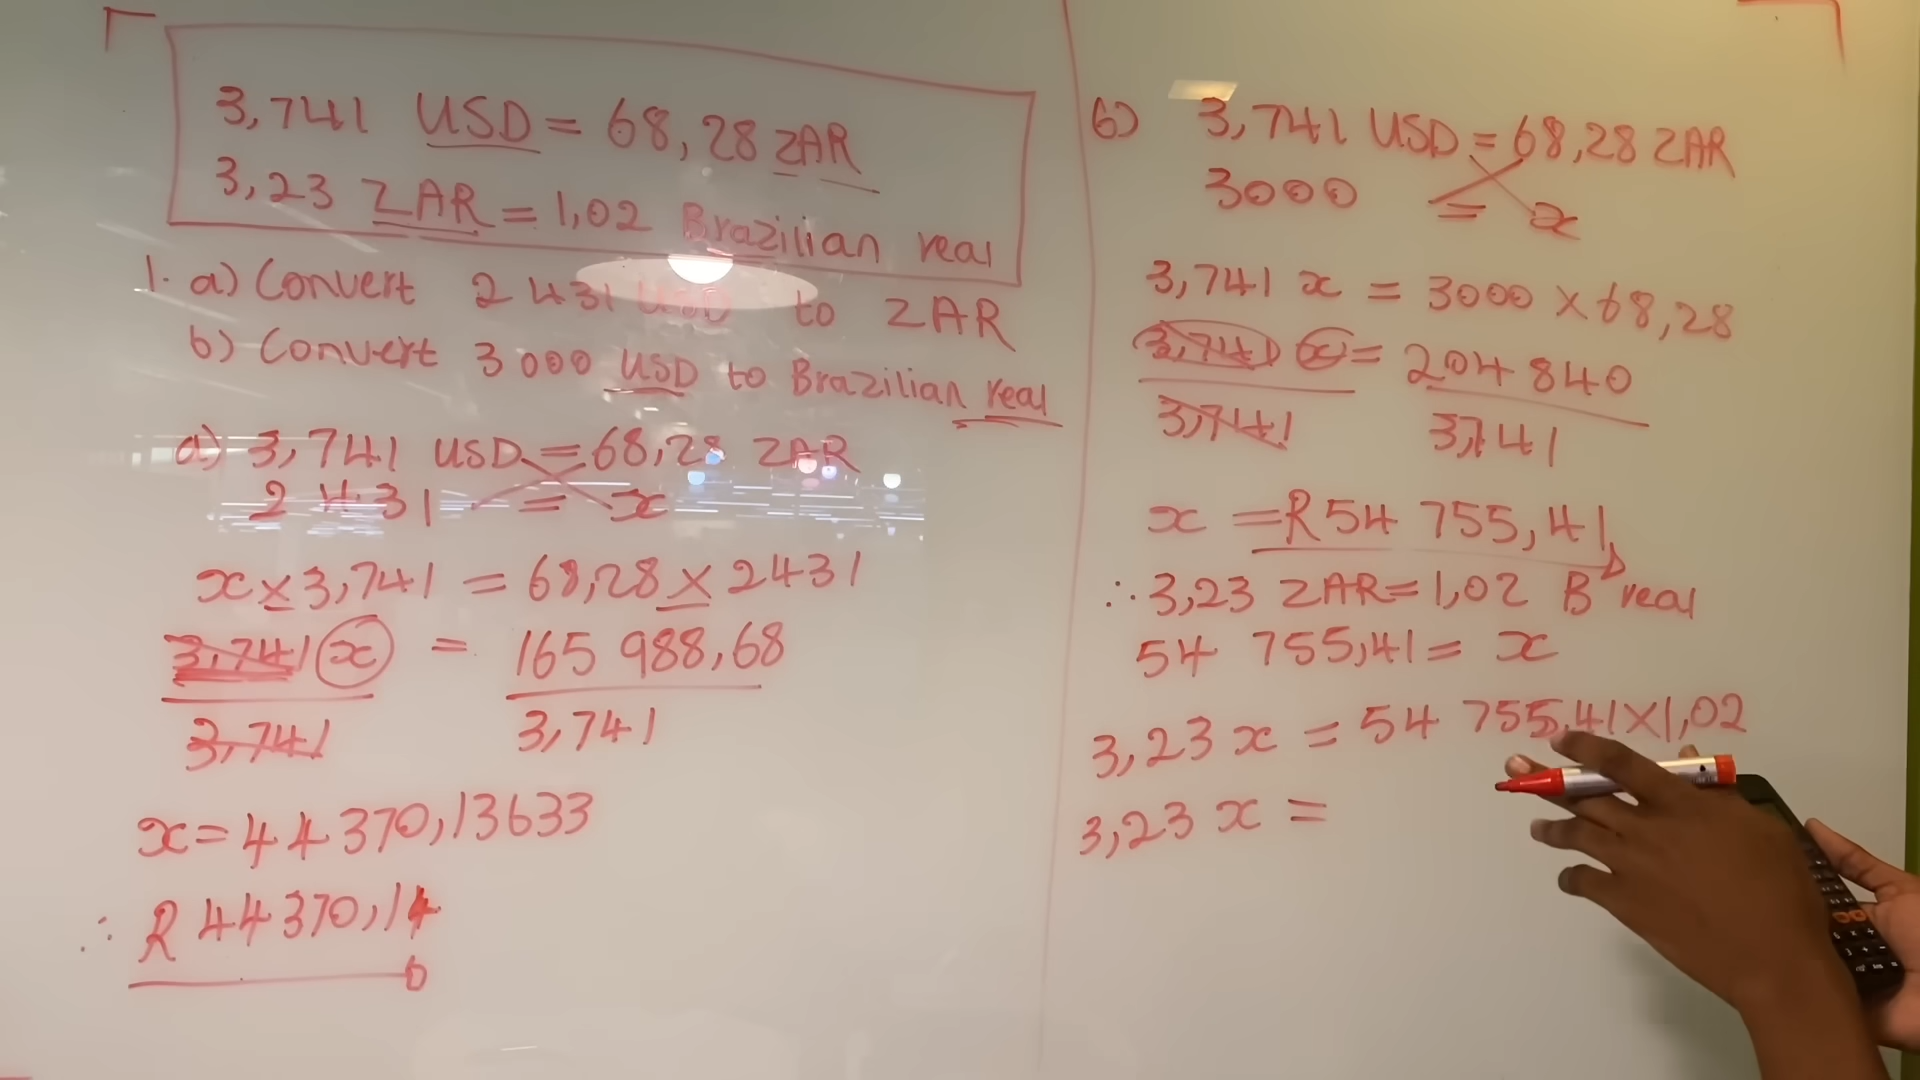 3,741 USD = 68,28 ZAR
3,23 ZAR = 1,02 Brazilian real
1. a) Convert 2 431 USD to ZAR
b) Convert 3 000 USD to Brazilian real
a) 3,741 USD = 68,28 ZAR
2 431 = x
x × 3,741 = 68,28 × 2431
3,741 x = 165 988,68
3,741 3,741
x = 44 370,13633
∴ R 44 370,14
b) 3,741 USD = 68,28 ZAR
3000 = x
3,741 x = 3000 × 68,28
3,741 x = 204 840
3,741 3,741
x = R54 755,41
∴ 3,23 ZAR = 1,02 B real
54 755,41 = x
3,23 x = 54 755,41 × 1,02
3,23 x =